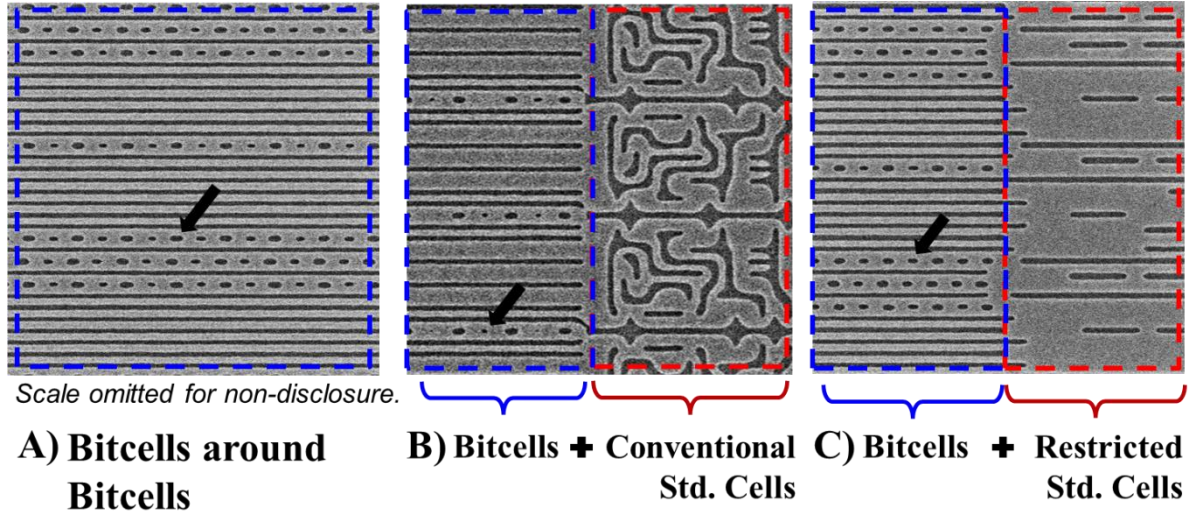 Scale omitted for non-disclosure.
A) Bitcells around
Bitcells
B) Bitcells + Conventional
Std. Cells
C) Bitcells + Restricted
Std. Cells